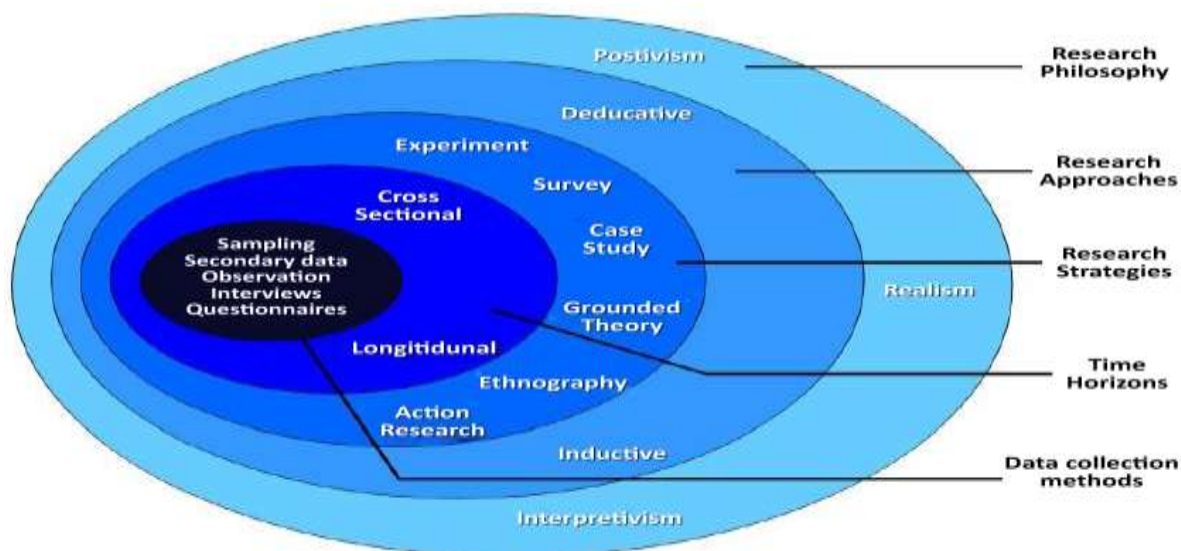 Postivism
Deducative
Experiment
Survey
Cross
Sectional
Case
Study
Sampling
Secondary data
Observation
Interviews
Questionnaires
Realism
Grounded
Theory
Longitidunal
Ethnography
Action
Research
Inductive
Interpretivism
Research
Philosophy
Research
Approaches
Research
Strategies
Time
Horizons
Data collection
methods